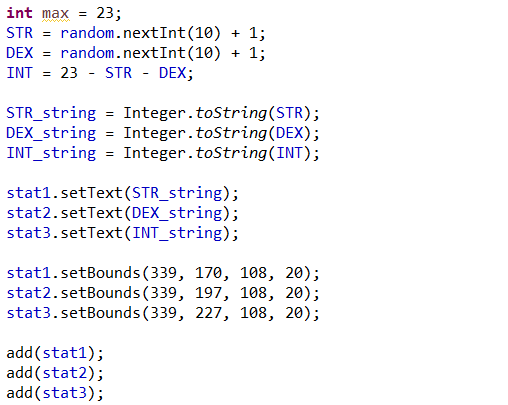 int max = 23;
STR = random.nextInt(10) + 1;
DEX = random.nextInt(10) + 1;
INT = 23 - STR - DEX;
STR_string = Integer.toString(STR);
DEX_string = Integer.toString(DEX);
INT_string = Integer.toString(INT);
stat1.setText(STR_string);
stat2.setText(DEX_string);
stat3.setText(INT_string);
stat1.setBounds(339, 170, 108, 20);
stat2.setBounds(339, 197, 108, 20);
stat3.setBounds(339, 227, 108, 20);
add(stat1);
add(stat2);
add(stat3);